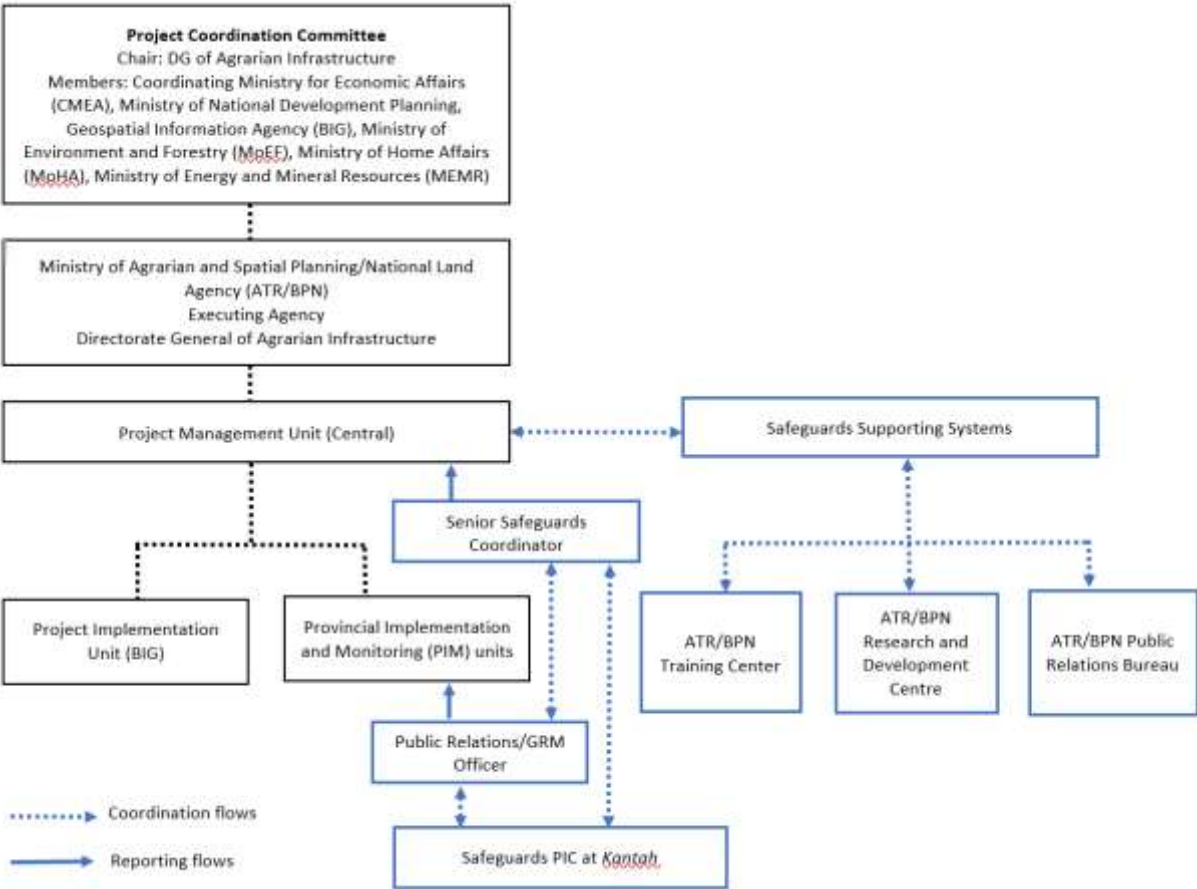 Project Coordination Committee
Chair: DG of Agrarian Infrastructure
Members: Coordinating Ministry for Economic Affairs
(CMEA), Ministry of National Development Planning,
Geospatial Information Agency (BIG), Ministry of
Environment and Forestry (MoEF), Ministry of Home Affairs
(MoHA), Ministry of Energy and Mineral Resources (MEMR)
Ministry of Agrarian and Spatial Planning/National Land
Agency (ATR/BPN)
Executing Agency
Directorate General of Agrarian Infrastructure
Project Management Unit (Central)
Safeguards Supporting Systems
Senior Safeguards
Coordinator
Project Implementation
Unit (BIG)
Provincial Implementation
and Monitoring (PIM) units
ATR/BPN
Training Center
ATR/BPN
Research and
Development
Centre
ATR/BPN Public
Relations Bureau
Public Relations/GRM
Officer
Safeguards PIC at Kantah
Coordination flows
Reporting flows